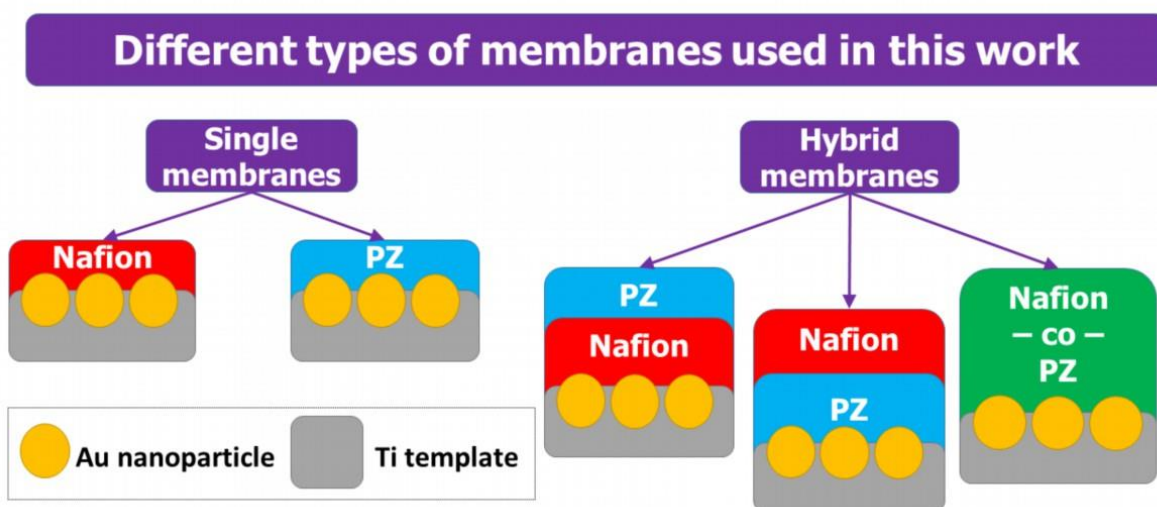 Different types of membranes used in this work
Single
membranes
Hybrid
membranes
Nafion
PZ
PZ
Nafion
Nafion
PZ
Nafion
– co –
PZ
Au nanoparticle
Ti template